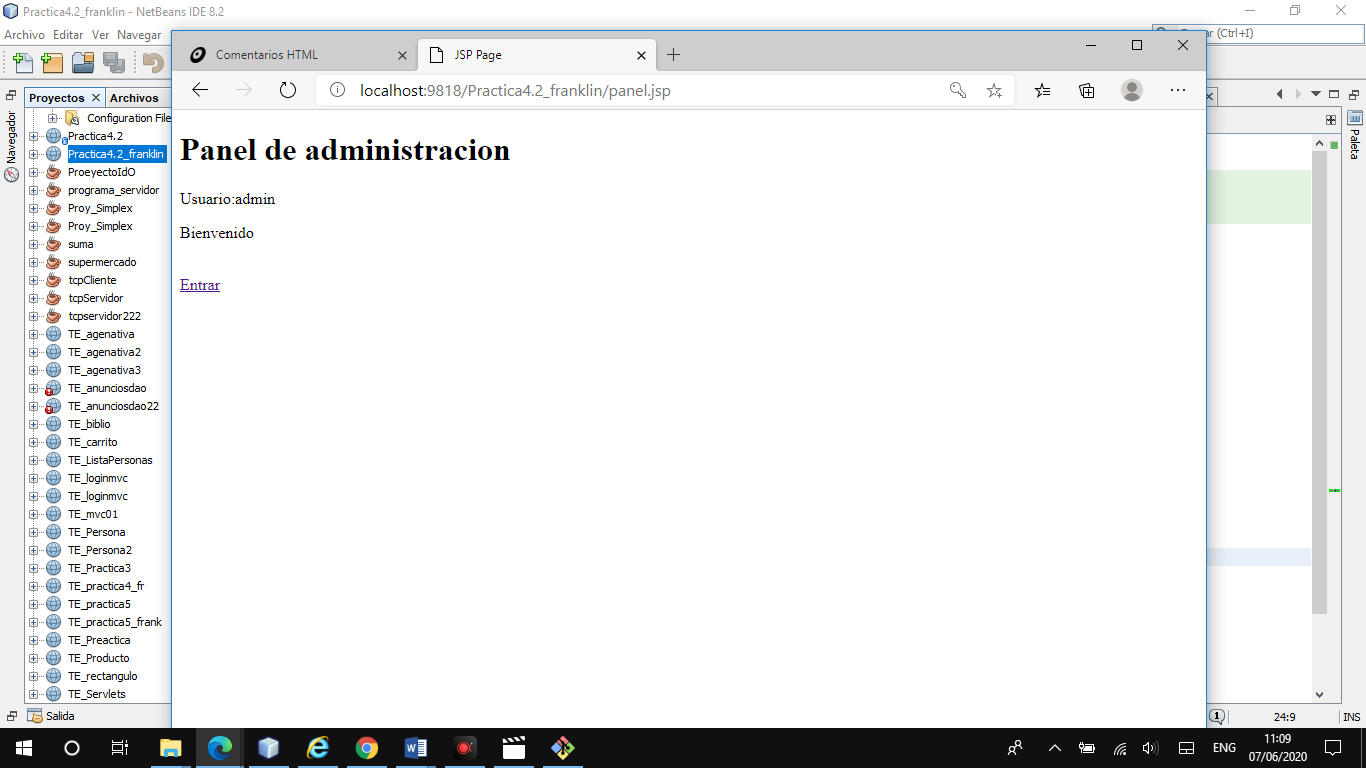 Practica4.2_franklin - NetBeans IDE 8.2
Archivo Editar Ver Navegar
(Ctrl+I)
Comentarios HTML
JSP Page
localhost:9818/Practica4.2_franklin/panel.jsp
Proyectos
Archivos
Navegador
Paleta
Configuration File
Practica4.2
Practica4.2_franklin
ProeyectoIdO
programa_servidor
Proy_Simplex
Proy_Simplex
suma
supermercado
tcpCliente
tcpServidor
tcpservidor222
TE_agenativa
TE_agenativa2
TE_agenativa3
TE_anunciosdao
TE_anunciosdao22
TE_biblio
TE_carrito
TE_ListaPersonas
TE_loginmvc
TE_loginmvc
TE_mvc01
TE_Persona
TE_Persona2
TE_Practica3
TE_practica4_fr
TE_practica5
TE_practica5_frank
TE_Preactica
TE_Producto
TE_rectangulo
TE_Servlets
Panel de administracion
Usuario:admin
Bienvenido
Entrar
Salida
1
24:9
INS
ENG
11:09
07/06/2020